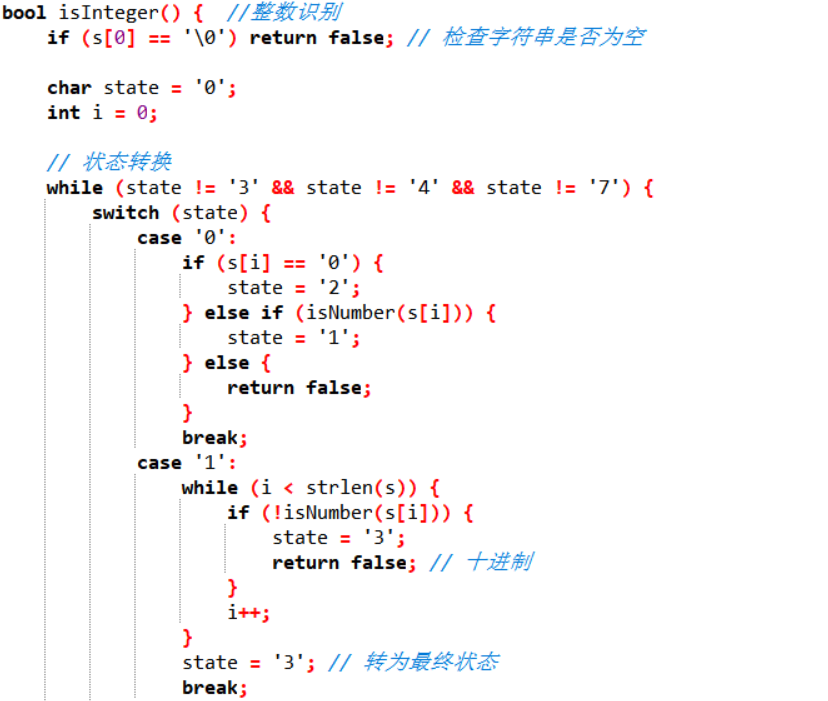 bool isInteger() {  //整数识别
    if (s[0] == '\0') return false; // 检查字符串是否为空

    char state = '0';
    int i = 0;

    // 状态转换
    while (state != '3' && state != '4' && state != '7') {
        switch (state) {
            case '0':
                if (s[i] == '0') {
                    state = '2';
                } else if (isNumber(s[i])) {
                    state = '1';
                } else {
                    return false;
                }
                break;
            case '1':
                while (i < strlen(s)) {
                    if (!isNumber(s[i])) {
                        state = '3';
                        return false; // 十进制
                    }
                    i++;
                }
                state = '3'; // 转为最终状态
                break;